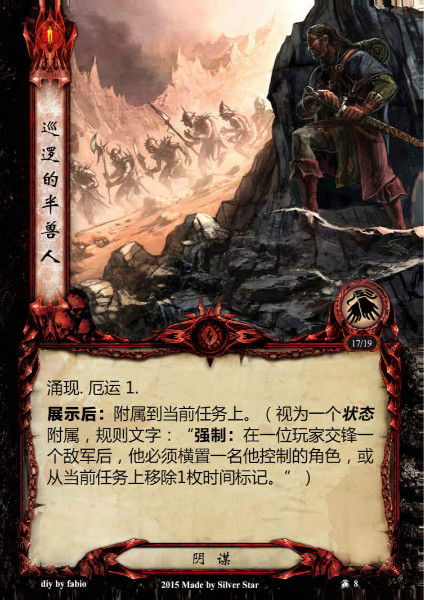 巡逻的半兽人
17/19
涌现. 厄运 1.
展示后：附属到当前任务上。（视为一个状态
附属，规则文字：“强制：在一位玩家交锋一
个敌军后，他必须横置一名他控制的角色，或
从当前任务上移除1枚时间标记。”）
阴 谋
diy by fabio
2015 Made by Silver Star
8